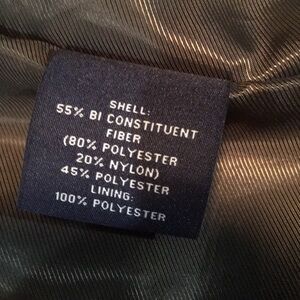 SHELL:
55% BI CONSTITUENT
FIBER
(80% POLYESTER
20% NYLON)
45% POLYESTER
LINING:
100% POLYESTER